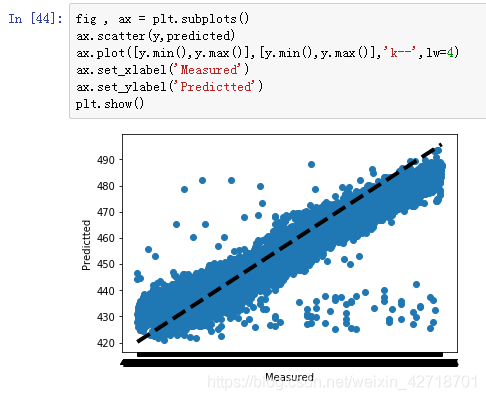 In [44]:
fig , ax = plt.subplots()
ax.scatter(y,predicted)
ax.plot([y.min(),y.max()],[y.min(),y.max()],'k--',lw=4)
ax.set_xlabel('Measured')
ax.set_ylabel('Predictted')
plt.show()
490
480
470
460
450
440
430
420
Predictted
Measured
https://blog.csdn.net/weixin_42718701